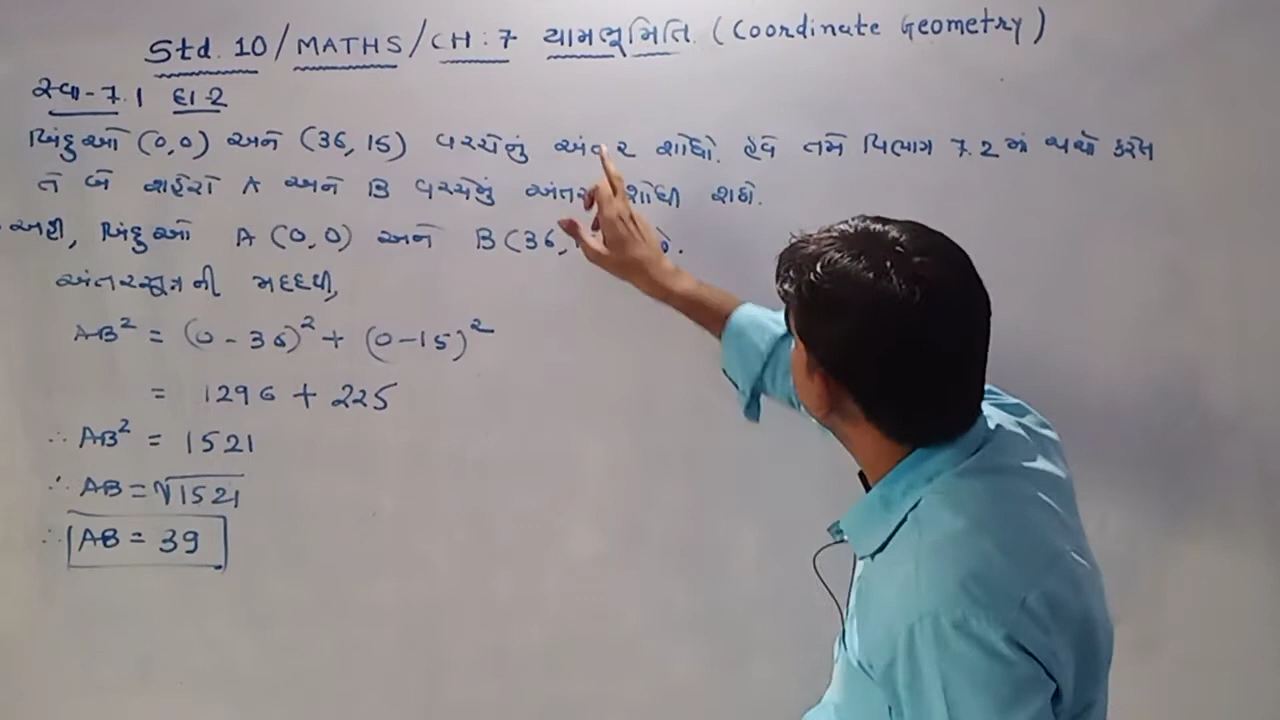 Std. 10 / MATHS / CH : 7 યામભૂમિતિ. (Coordinate Geometry)
સ્વા-7.1 દા.2
બિંદુઓ (0,0) અને (36, 15) વચ્ચેનું અંતર શોધો. હવે તમે વિભાગ 7.2 માં ચર્ચા કરેલ
તે બે શહેરો A અને B વચ્ચેનું અંતર શોધી શકો.
અહીં, બિંદુઓ A (0,0) અને B (36, છે.
અંતરસૂત્રની મદદથી,
AB² = (0 - 36)² + (0 - 15)²
= 1296 + 225
∴ AB² = 1521
∴ AB = √1521
∴ AB = 39